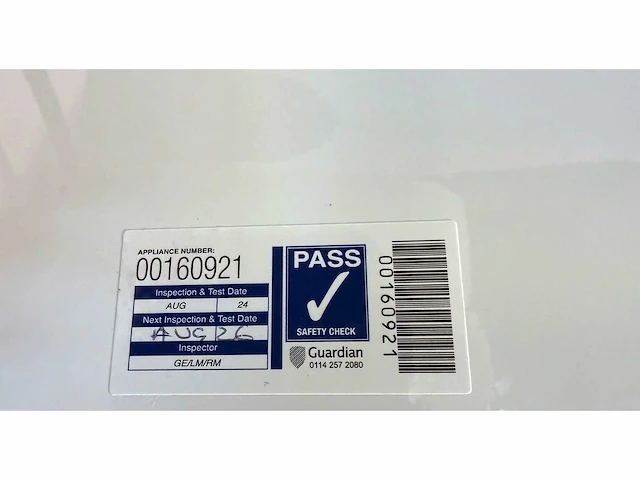 APPLIANCE NUMBER:
00160921
Inspection & Test Date
AUG 24
Next Inspection & Test Date
AUG 26
Inspector
GE/LM/RM
PASS
SAFETY CHECK
Guardian
0114 257 2080
00160921